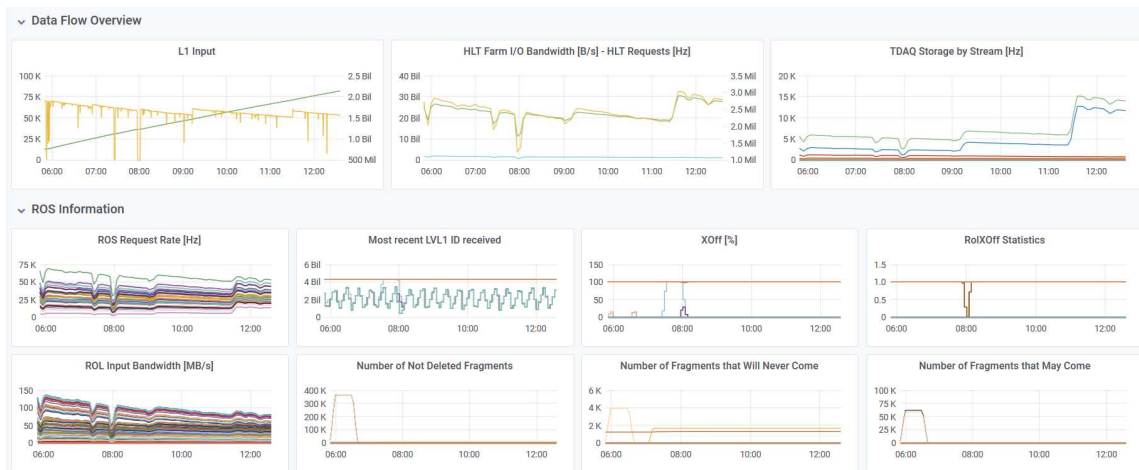 Data Flow Overview
L1 Input
100 K
75 K
50 K
25 K
0
2.5 Bil
2.0 Bil
1.5 Bil
1.0 Bil
500 Mil
06:00 07:00 08:00 09:00 10:00 11:00 12:00
HLT Farm I/O Bandwidth [B/s] - HLT Requests [Hz]
40 Bil
30 Bil
20 Bil
10 Bil
0
3.5 Mil
3.0 Mil
2.5 Mil
2.0 Mil
1.5 Mil
1.0 Mil
06:00 07:00 08:00 09:00 10:00 11:00 12:00
TDAQ Storage by Stream [Hz]
20 K
15 K
10 K
5 K
0
06:00 07:00 08:00 09:00 10:00 11:00 12:00
ROS Information
ROS Request Rate [Hz]
75 K
50 K
25 K
0
06:00 08:00 10:00 12:00
Most recent LVL1 ID received
6 Bil
4 Bil
2 Bil
0
06:00 08:00 10:00 12:00
XOff [%]
150
100
50
0
06:00 08:00 10:00 12:00
RolXOff Statistics
1.5
1.0
0.5
0
06:00 08:00 10:00 12:00
ROL Input Bandwidth [MB/s]
150
100
50
0
06:00 08:00 10:00 12:00
Number of Not Deleted Fragments
400 K
300 K
200 K
100 K
0
06:00 08:00 10:00 12:00
Number of Fragments that Will Never Come
6 K
4 K
2 K
0
06:00 08:00 10:00 12:00
Number of Fragments that May Come
100 K
75 K
50 K
25 K
0
06:00 08:00 10:00 12:00